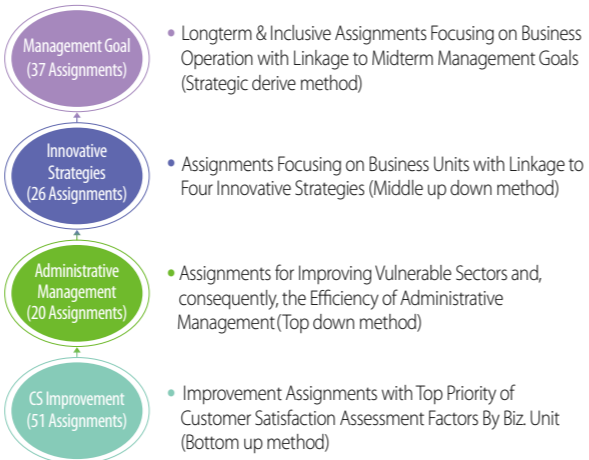 Management Goal
(37 Assignments)
• Longterm & Inclusive Assignments Focusing on Business
Operation with Linkage to Midterm Management Goals
(Strategic derive method)
Innovative
Strategies
(26 Assignments)
• Assignments Focusing on Business Units with Linkage to
Four Innovative Strategies (Middle up down method)
Administrative
Management
(20 Assignments)
• Assignments for Improving Vulnerable Sectors and,
consequently, the Efficiency of Administrative
Management (Top down method)
CS Improvement
(51 Assignments)
• Improvement Assignments with Top Priority of
Customer Satisfaction Assessment Factors By Biz. Unit
(Bottom up method)